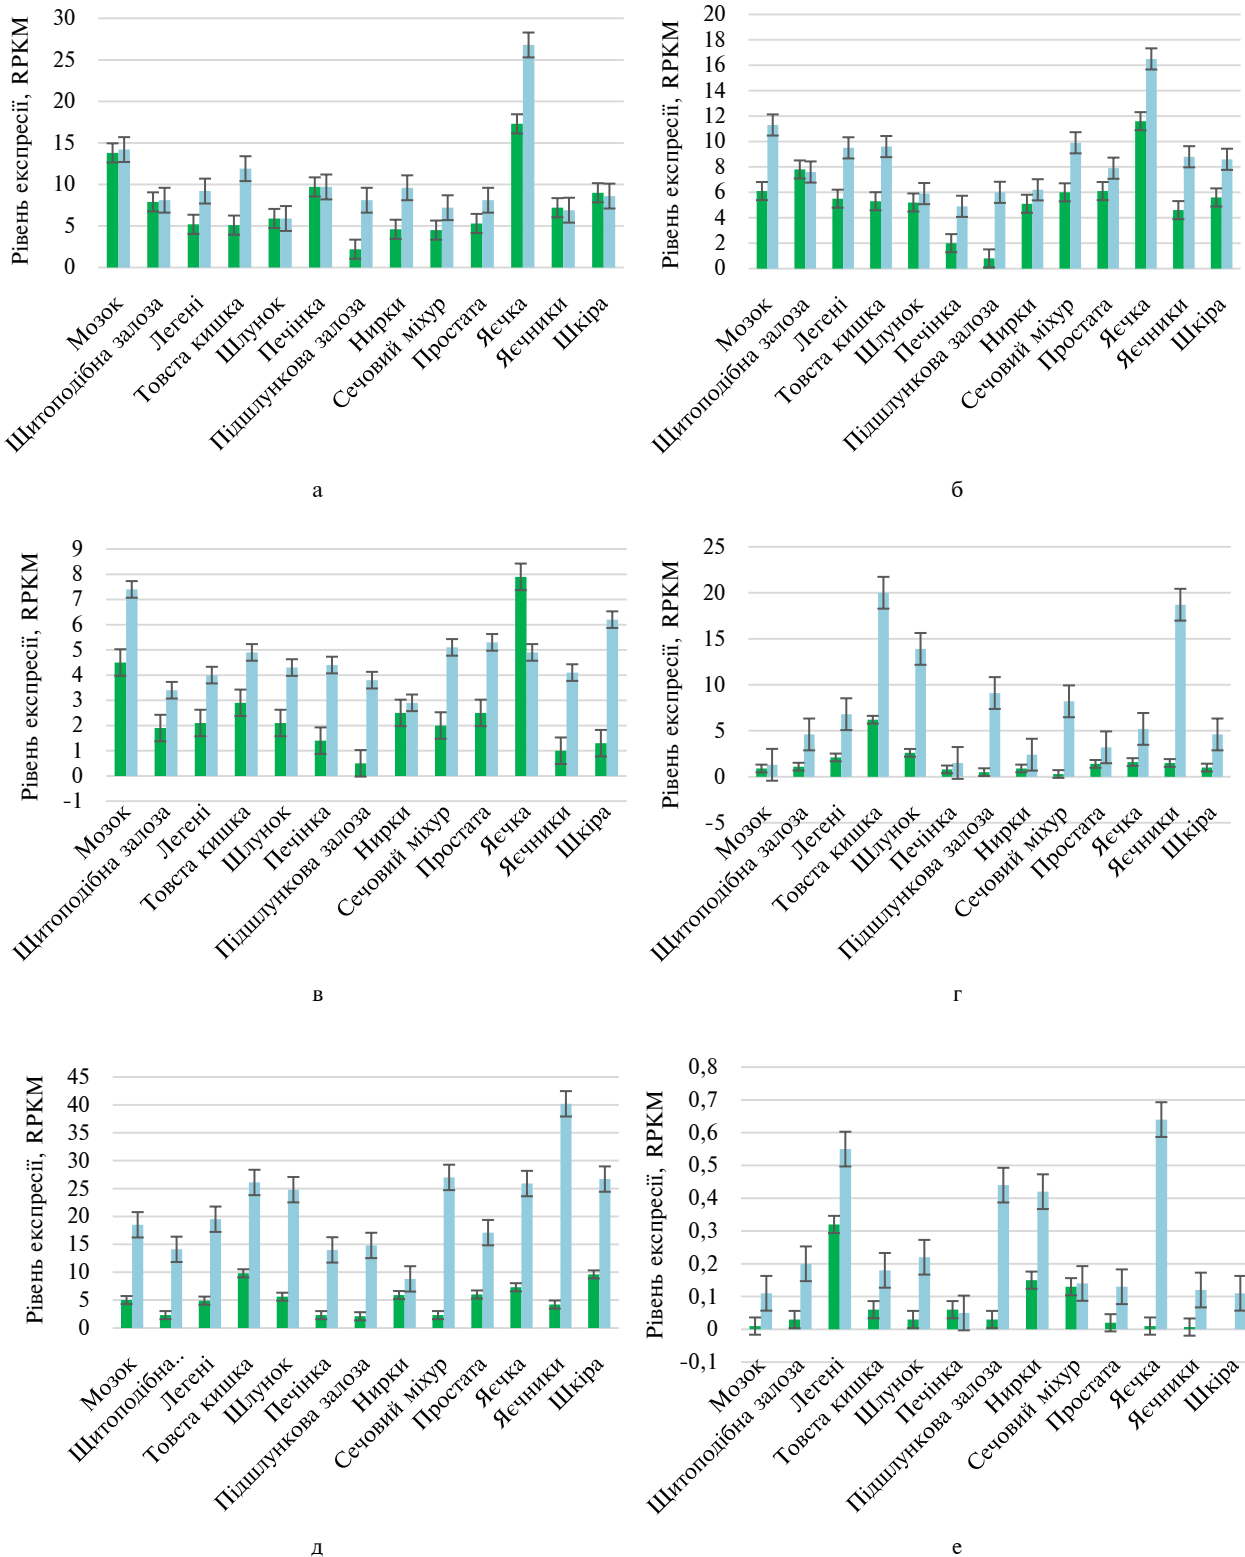 Рівень експресії, RPKM
30
25
20
15
10
5
0
Мозок
Щитоподібна залоза
Легені
Товста кишка
Шлунок
Печінка
Підшлункова залоза
Нирки
Сечовий міхур
Простата
Яєчка
Яєчники
Шкіра
а
Рівень експресії, RPKM
20
18
16
14
12
10
8
6
4
2
0
Мозок
Щитоподібна залоза
Легені
Товста кишка
Шлунок
Печінка
Підшлункова залоза
Нирки
Сечовий міхур
Простата
Яєчка
Яєчники
Шкіра
б
Рівень експресії, RPKM
9
8
7
6
5
4
3
2
1
0
-1
Мозок
Щитоподібна залоза
Легені
Товста кишка
Шлунок
Печінка
Підшлункова залоза
Нирки
Сечовий міхур
Простата
Яєчка
Яєчники
Шкіра
в
Рівень експресії, RPKM
25
20
15
10
5
0
-5
Мозок
Щитоподібна залоза
Легені
Товста кишка
Шлунок
Печінка
Підшлункова залоза
Нирки
Сечовий міхур
Простата
Яєчка
Яєчники
Шкіра
г
Рівень експресії, RPKM
45
40
35
30
25
20
15
10
5
0
Мозок
Щитоподібна..
Легені
Товста кишка
Шлунок
Печінка
Підшлункова залоза
Нирки
Сечовий міхур
Простата
Яєчка
Яєчники
Шкіра
д
Рівень експресії, RPKM
0,8
0,7
0,6
0,5
0,4
0,3
0,2
0,1
0
-0,1
Мозок
Щитоподібна залоза
Легені
Товста кишка
Шлунок
Печінка
Підшлункова залоза
Нирки
Сечовий міхур
Простата
Яєчка
Яєчники
Шкіра
е